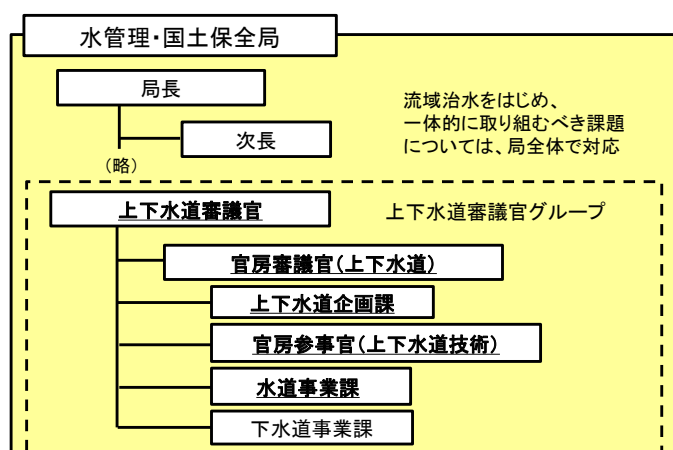 水管理・国土保全局
局長
流域治水をはじめ、
一体的に取り組むべき課題
については、局全体で対応
次長
(略)
上下水道審議官
上下水道審議官グループ
官房審議官(上下水道)
上下水道企画課
官房参事官(上下水道技術)
水道事業課
下水道事業課